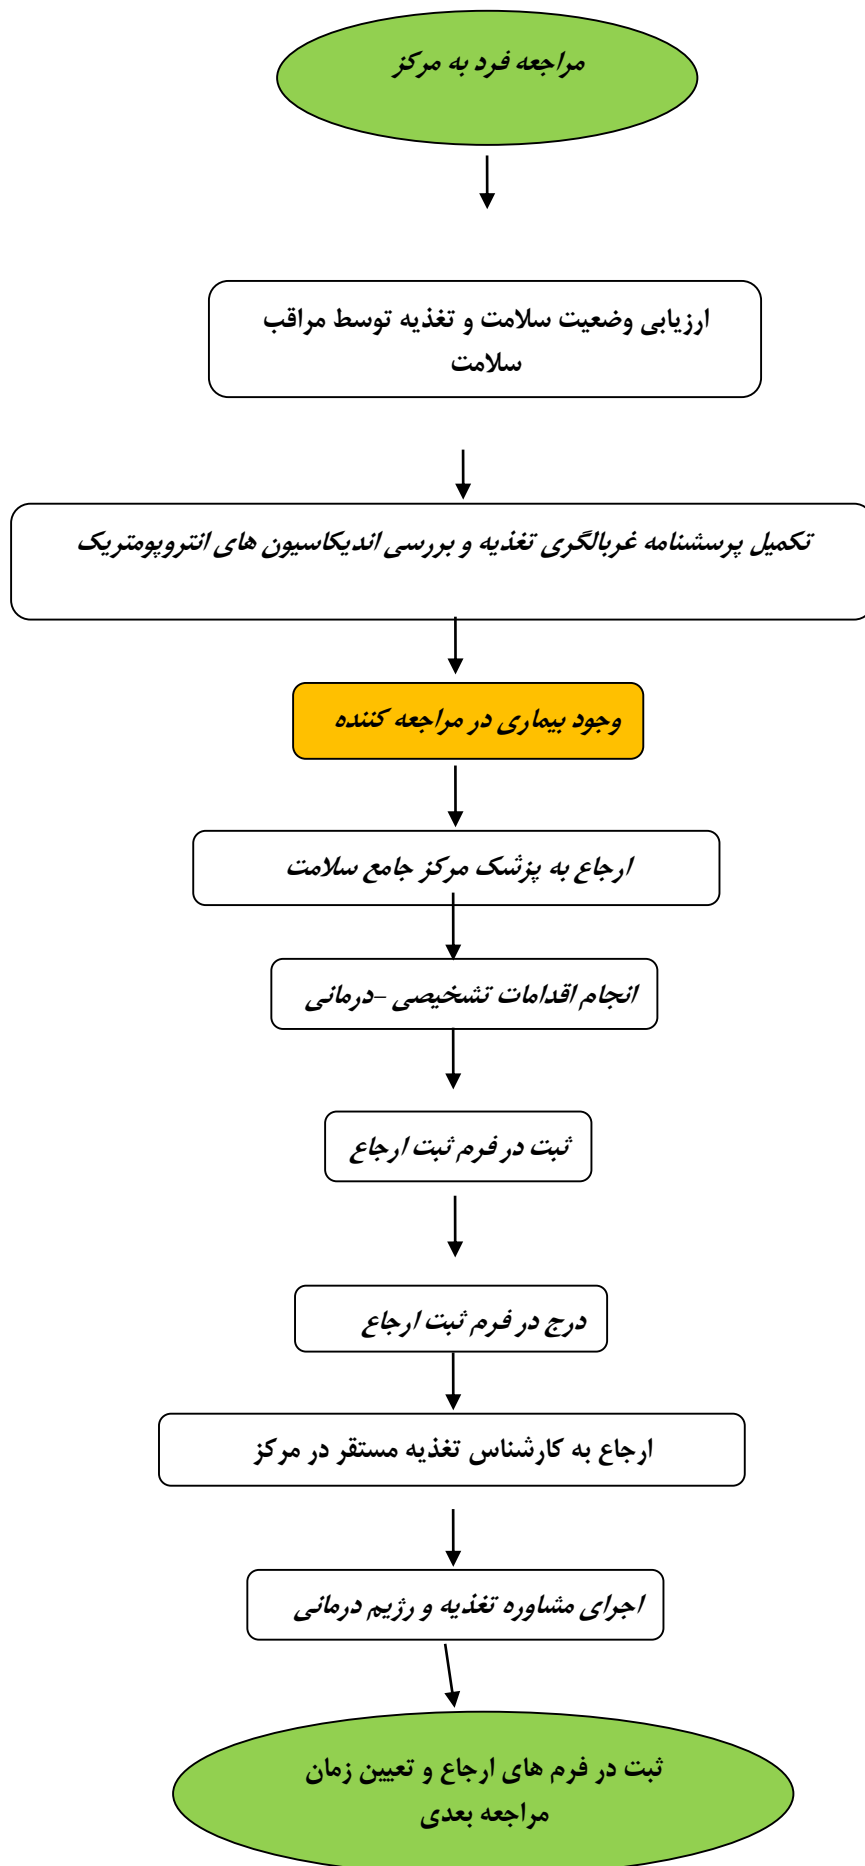 مراجعه فرد به مرکز
ارزیابی وضعیت سلامت و تغذیه توسط مراقب
سلامت
تکمیل پرسشنامه غربالگری تغذیه و بررسی اندیکاسیون های انتروپومتریک
وجود بیماری در مراجعه کننده
ارجاع به پزشک مرکز جامع سلامت
انجام اقدامات تشخیصی –درمانی
ثبت در فرم ثبت ارجاع
درج در فرم ثبت ارجاع
ارجاع به کارشناس تغذیه مستقر در مرکز
اجرای مشاوره تغذیه و رژیم درمانی
ثبت در فرم های ارجاع و تعیین زمان
مراجعه بعدی